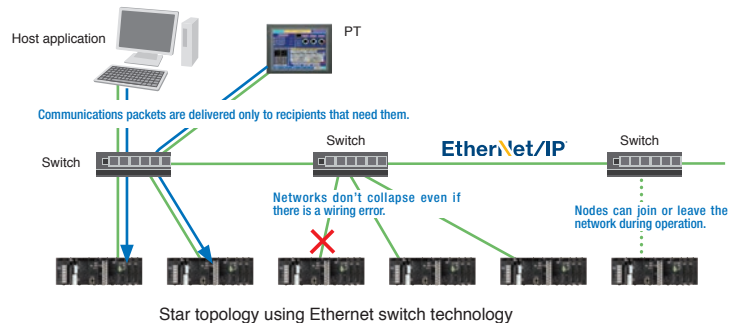 Host application
PT
Communications packets are delivered only to recipients that need them.
Switch
Switch
EtherNet/IP
Switch
Networks don't collapse even if
there is a wiring error.
Nodes can join or leave the
network during operation.
Star topology using Ethernet switch technology